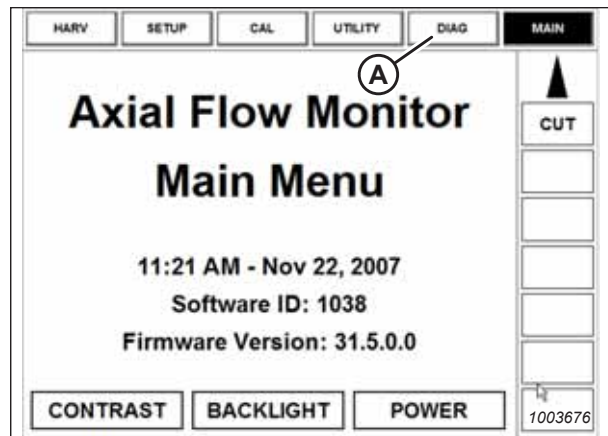 HARV SETUP CAL UTILITY DIAG MAIN
A
Axial Flow Monitor
CUT
Main Menu
11:21 AM - Nov 22, 2007
Software ID: 1038
Firmware Version: 31.5.0.0
CONTRAST BACKLIGHT POWER
1003676